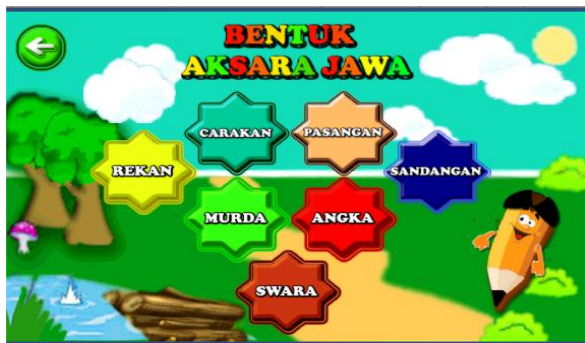 BENTUK
AKSARA JAWA
CARAKAN
PASANGAN
REKAN
SANDANGAN
MURDA
ANGKA
SWARA